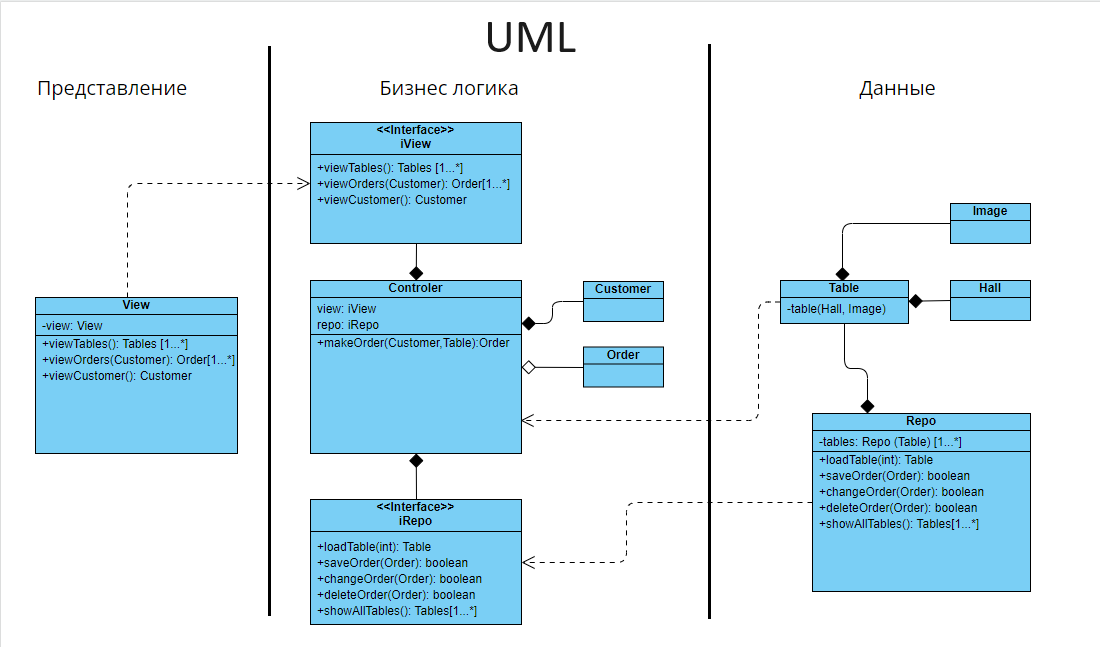 UML
Представление
Бизнес логика
Данные
<<Interface>>
iView
+viewTables(): Tables [1...*]
+viewOrders(Customer): Order[1...*]
+viewCustomer(): Customer
View
-view: View
+viewTables(): Tables [1...*]
+viewOrders(Customer): Order[1...*]
+viewCustomer(): Customer
Controler
view: iView
repo: iRepo
+makeOrder(Customer,Table):Order
Customer
Order
<<Interface>>
iRepo
+loadTable(int): Table
+saveOrder(Order): boolean
+changeOrder(Order): boolean
+deleteOrder(Order): boolean
+showAllTables(): Tables[1...*]
Image
Table
-table(Hall, Image)
Hall
Repo
-tables: Repo (Table) [1...*]
+loadTable(int): Table
+saveOrder(Order): boolean
+changeOrder(Order): boolean
+deleteOrder(Order): boolean
+showAllTables(): Tables[1...*]